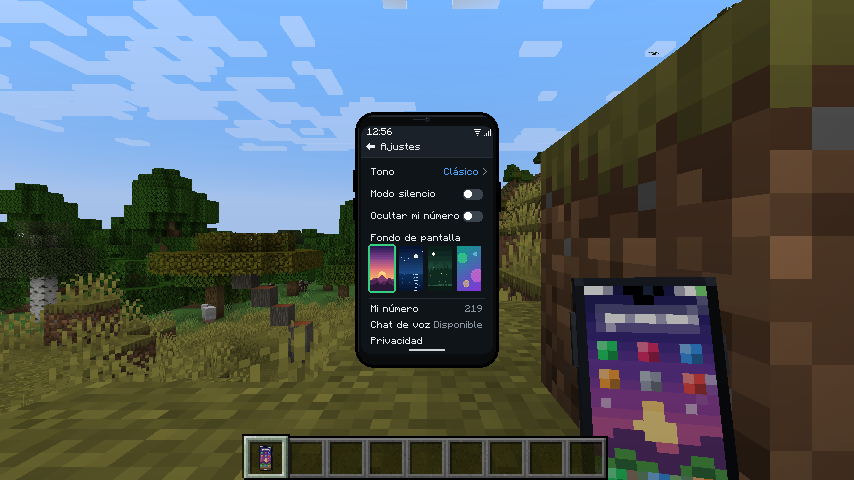 12:56
Ajustes
Tono Clásico
Modo silencio
Ocultar mi número
Fondo de pantalla
Mi número 219
Chat de voz Disponible
Privacidad